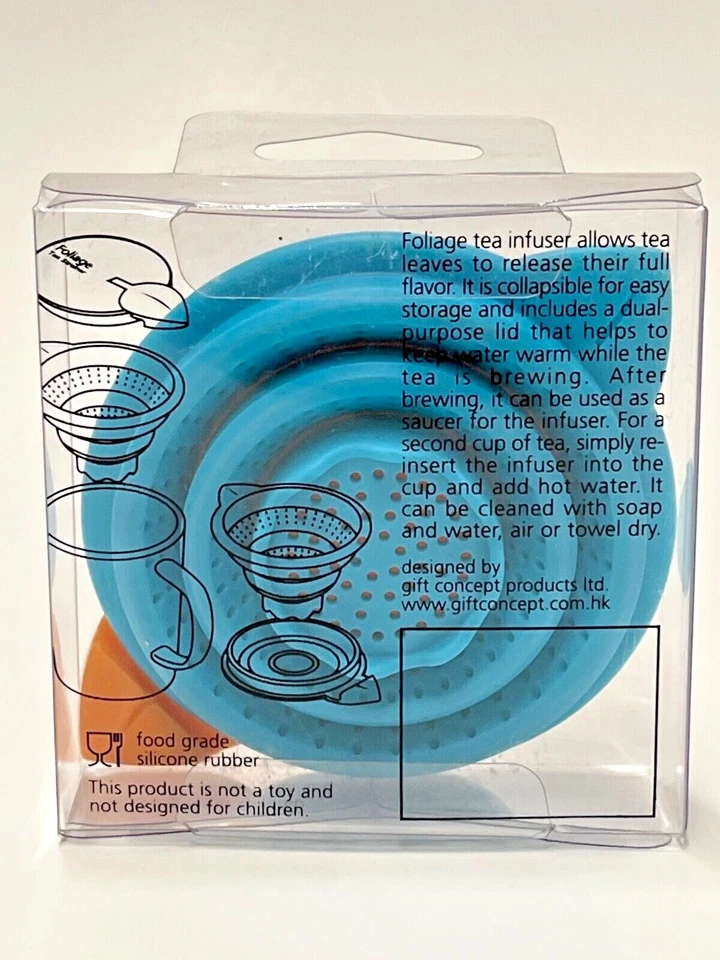 Foliage
Tea Strainer
Foliage tea infuser allows tea
leaves to release their full
flavor. It is collapsible for easy
storage and includes a dual-
purpose lid that helps to
keep water warm while the
tea is brewing. After
brewing, it can be used as a
saucer for the infuser. For a
second cup of tea, simply re-
insert the infuser into the
cup and add hot water. It
can be cleaned with soap
and water, air or towel dry.
designed by
gift concept products ltd.
www.giftconcept.com.hk
food grade
silicone rubber
This product is not a toy and
not designed for children.